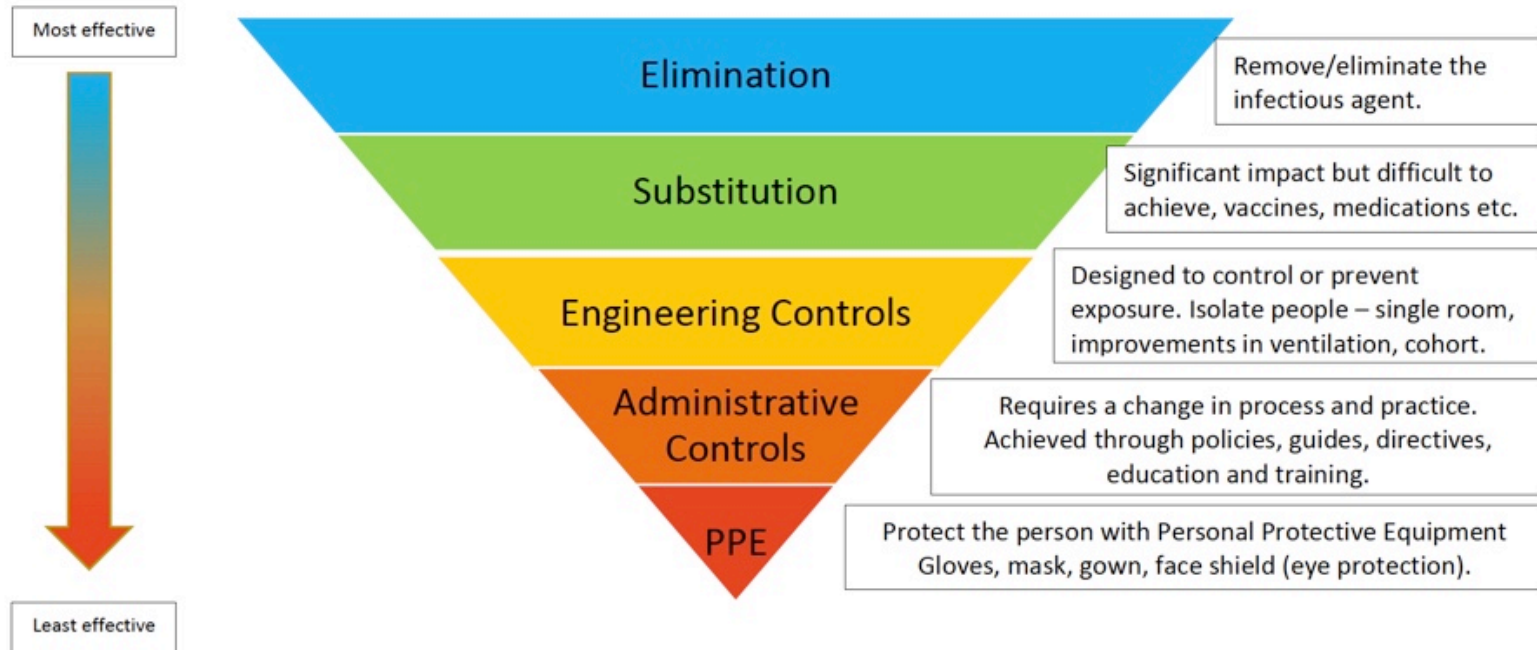 Most effective
Elimination
Remove/eliminate the
infectious agent.
Substitution
Significant impact but difficult to
achieve, vaccines, medications etc.
Engineering Controls
Designed to control or prevent
exposure. Isolate people – single room,
improvements in ventilation, cohort.
Administrative
Controls
Requires a change in process and practice.
Achieved through policies, guides, directives,
education and training.
PPE
Protect the person with Personal Protective Equipment
Gloves, mask, gown, face shield (eye protection).
Least effective